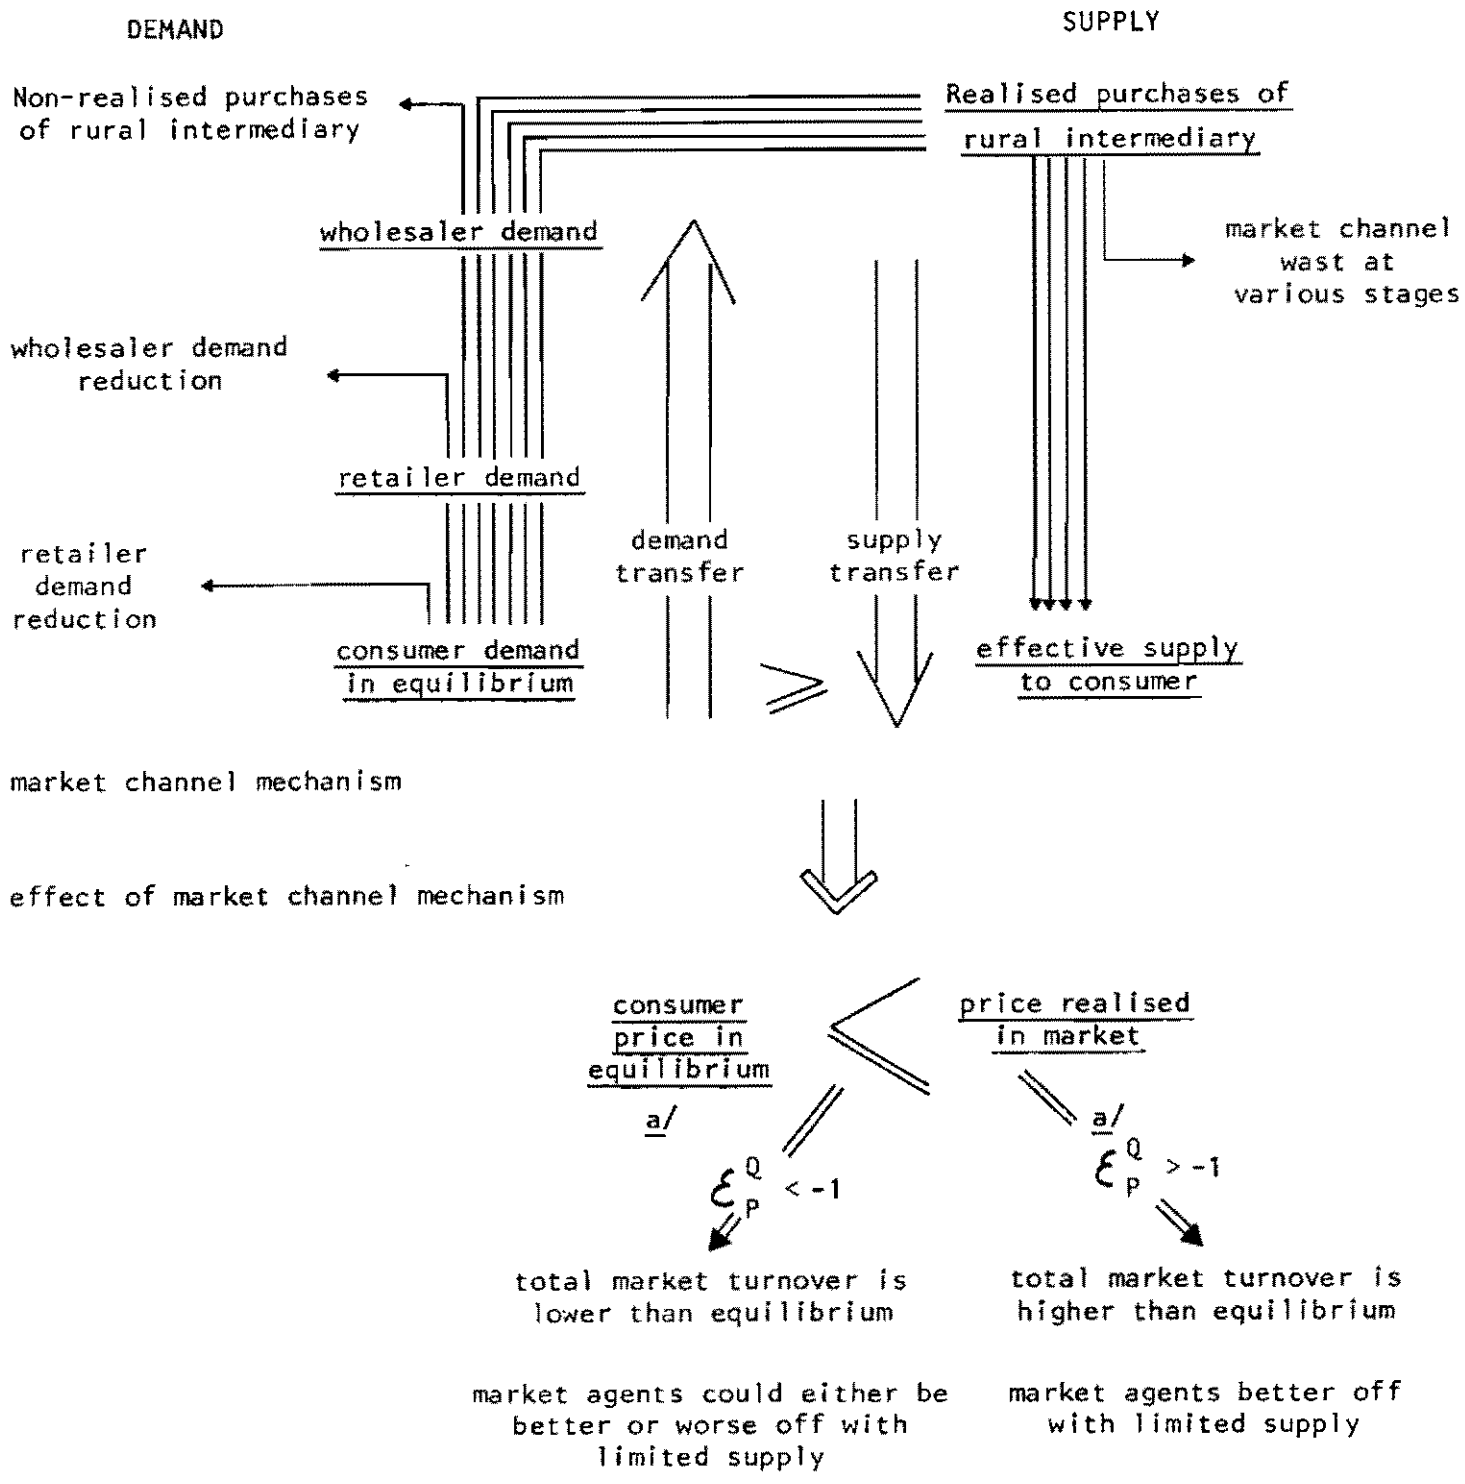 DEMAND
SUPPLY
Non-realised purchases
of rural intermediary
Realised purchases of
rural intermediary
wholesaler demand
market channel
wast at
various stages
wholesaler demand
reduction
retailer demand
retailer
demand
reduction
demand
transfer
supply
transfer
consumer demand
in equilibrium
≥
effective supply
to consumer
market channel mechanism
effect of market channel mechanism
consumer
price in
equilibrium
≤
price realised
in market
a/
a/
ε Q P < -1
ε Q P > -1
total market turnover is
lower than equilibrium
total market turnover is
higher than equilibrium
market agents could either be
better or worse off with
limited supply
market agents better off
with limited supply